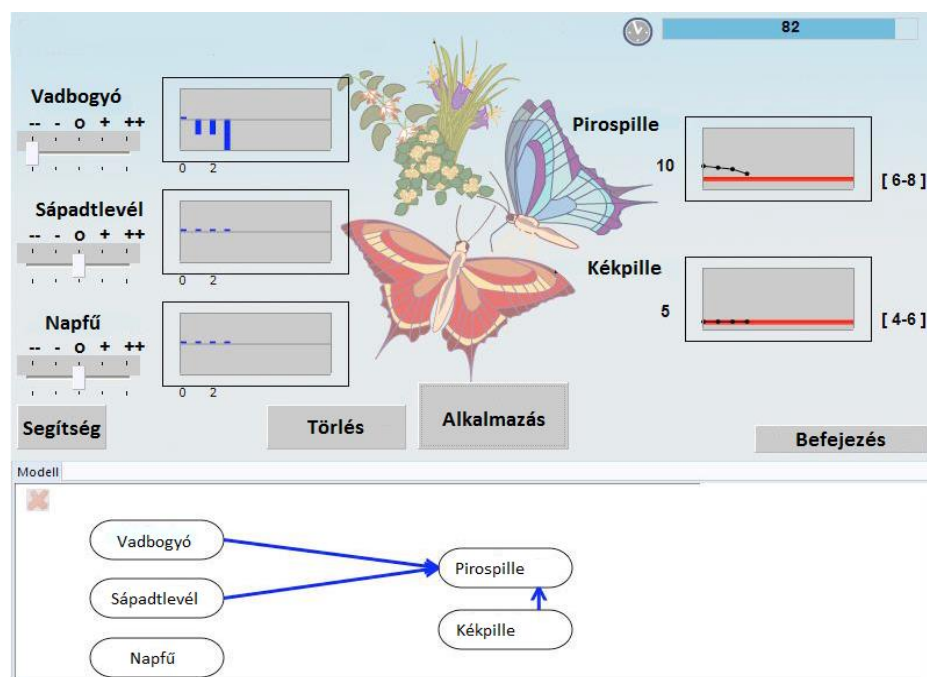 82
Vadbogyó
-- - o + ++
0 2
Pirospille
10
[ 6-8 ]
Sápadtlevél
-- - o + ++
0 2
Kékpille
5
[ 4-6 ]
Napfű
-- - o + ++
0 2
Segítség
Törlés
Alkalmazás
Befejezés
Modell
Vadbogyó
Pirospille
Sápadtlevél
Kékpille
Napfű